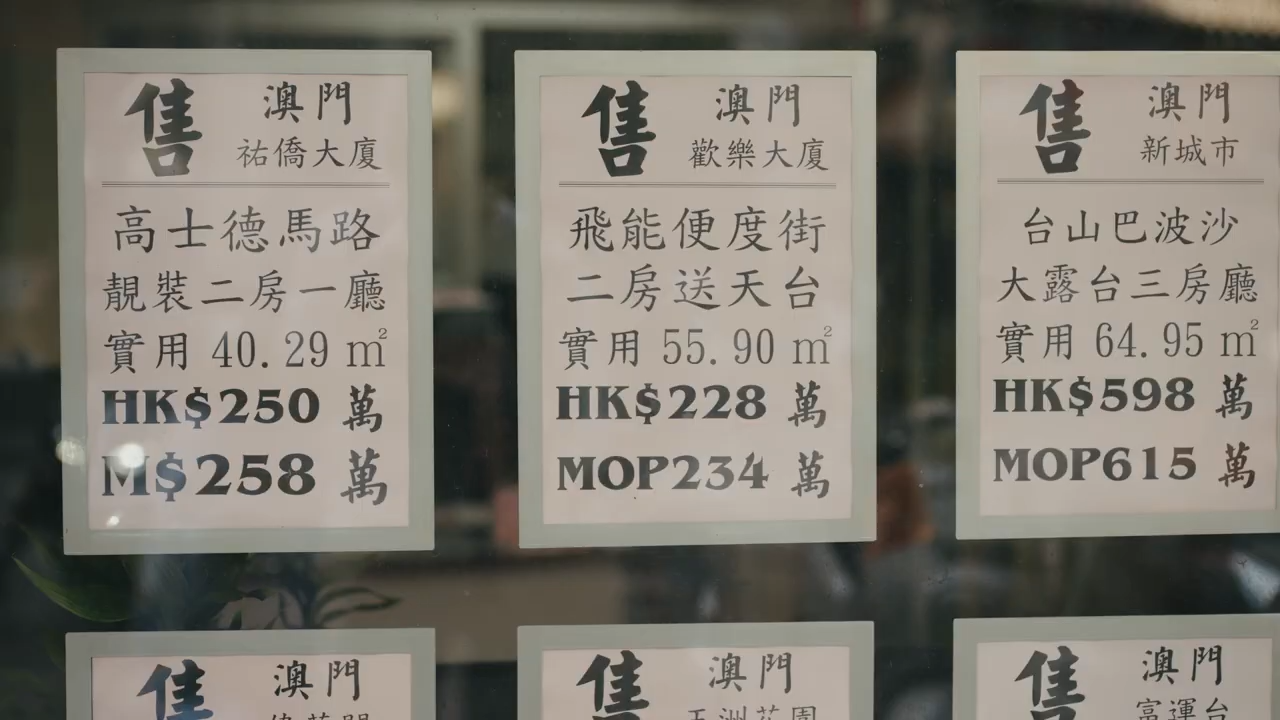 售 澳門
祐僑大廈
高士德馬路
靚裝二房一廳
實用 40.29 m²
HK$250 萬
M$258 萬
售 澳門
歡樂大廈
飛能便度街
二房送天台
實用 55.90 m²
HK$228 萬
MOP234 萬
售 澳門
新城市
台山巴波沙
大露台三房廳
實用 64.95 m²
HK$598 萬
MOP615 萬
售 澳門
售 澳門
五洲花園
售 澳門
富運台